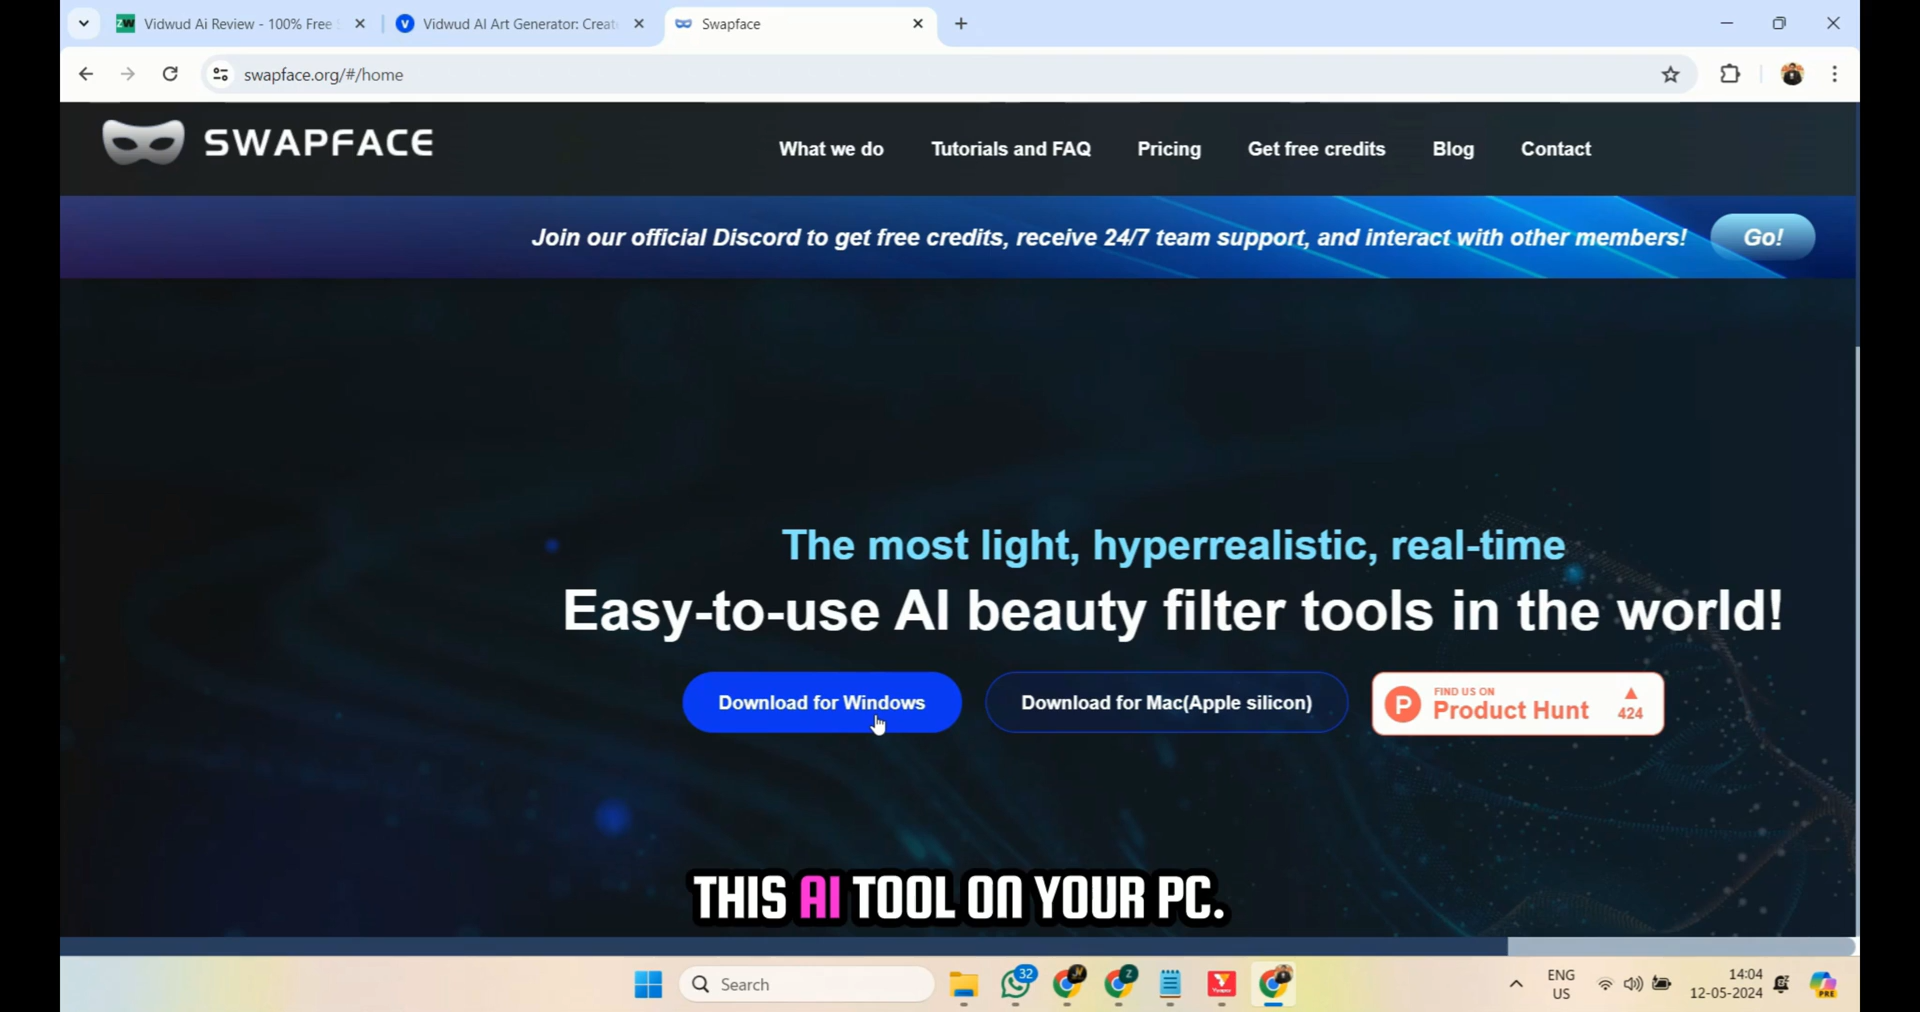 Vidwud Ai Review - 100% Free
Vidwud AI Art Generator: Creat
Swapface
swapface.org/#/home
SWAPFACE
What we do
Tutorials and FAQ
Pricing
Get free credits
Blog
Contact
Join our official Discord to get free credits, receive 24/7 team support, and interact with other members!
Go!
The most light, hyperrealistic, real-time
Easy-to-use AI beauty filter tools in the world!
Download for Windows
Download for Mac(Apple silicon)
FIND US ON
Product Hunt
424
THIS AI TOOL ON YOUR PC.
Search
32
ENG
US
14:04
12-05-2024
PRE